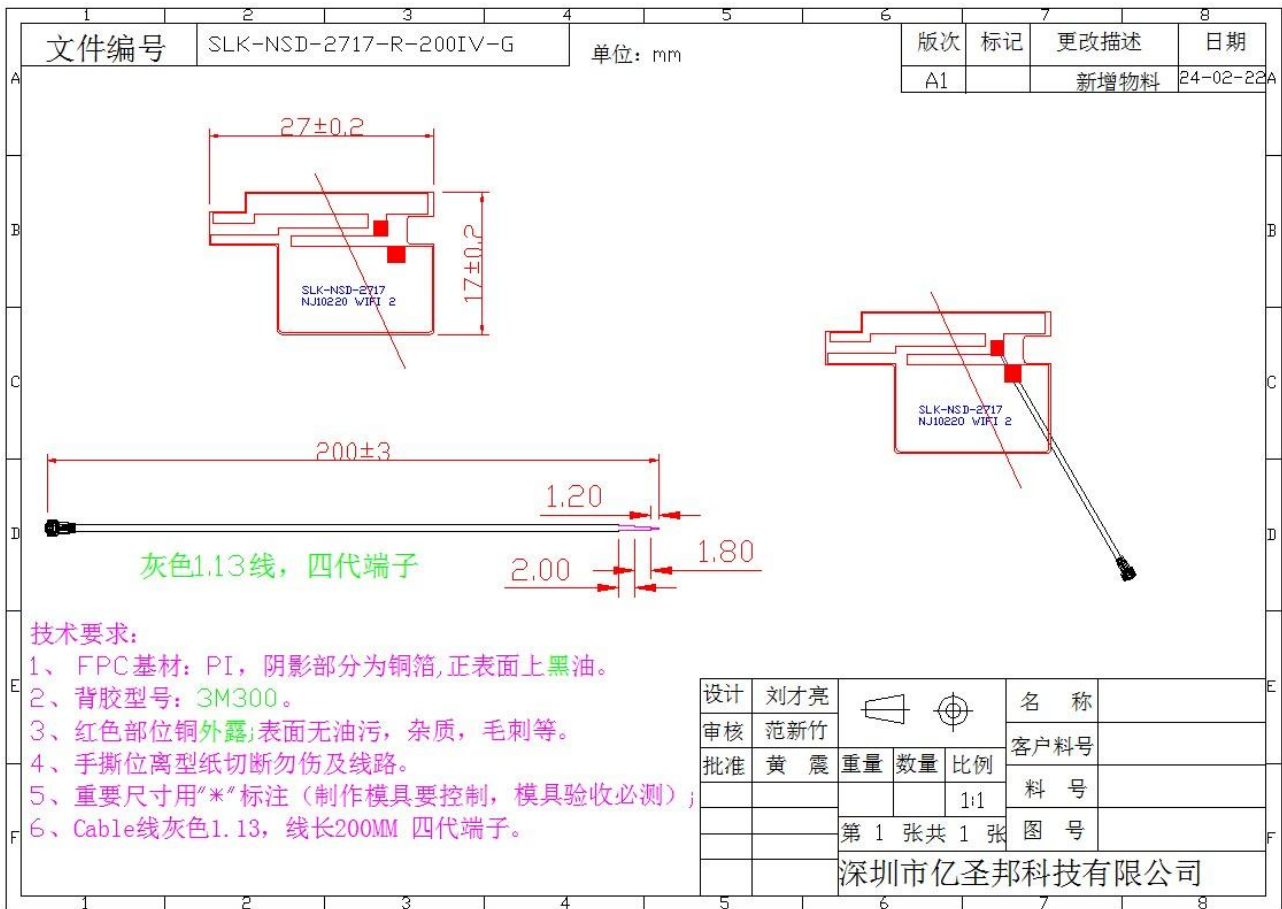 1 2 3 4 5 6 7 8
文件编号 SLK-NSD-2717-R-200IV-G 单位: mm 版次 标记 更改描述 日期
A A1 新增物料 24-02-22 A
27±0.2
B 17±0.2 B
SLK-NSD-2717
NJ10220 WIFI 2
C C
SLK-NSD-2717
NJ10220 WIFI 2
200±3
1.20
D D
灰色1.13线，四代端子 2.00 1.80
技术要求:
1、 FPC基材: PI，阴影部分为铜箔,正表面上黑油。
E E
2、背胶型号: 3M300。
3、红色部位铜外露;表面无油污，杂质，毛刺等。
4、手撕位离型纸切断勿伤及线路。
5、重要尺寸用"*"标注（制作模具要控制，模具验收必测）;
6、Cable线灰色1.13，线长200MM 四代端子。
F F
设计 刘才亮 名 称
审核 范新竹 客户料号
批准 黄 震 重量 数量 比例
1:1 料 号
第 1 张共 1 张 图 号
深圳市亿圣邦科技有限公司
1 2 3 4 5 6 7 8